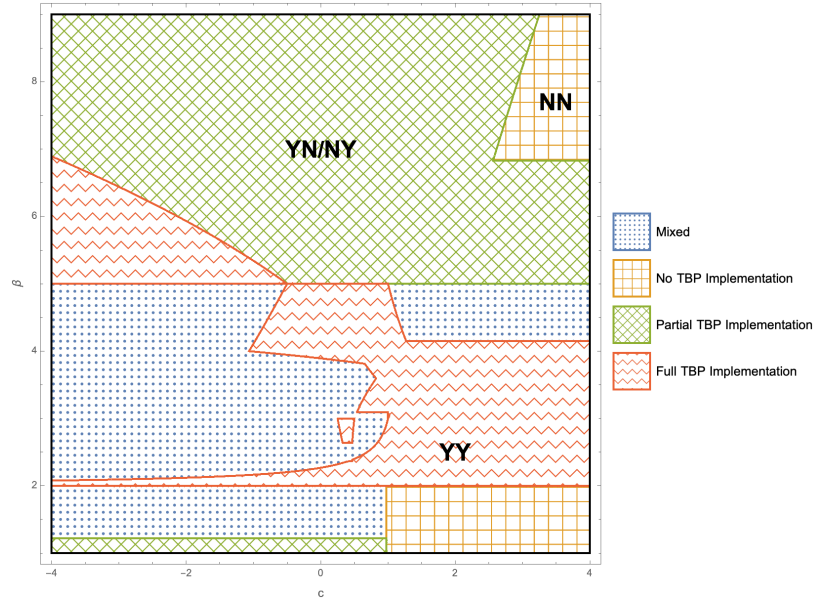 8
6
4
2
β
-4
-2
0
2
4
c
YN/NY
NN
YY
Mixed
No TBP Implementation
Partial TBP Implementation
Full TBP Implementation